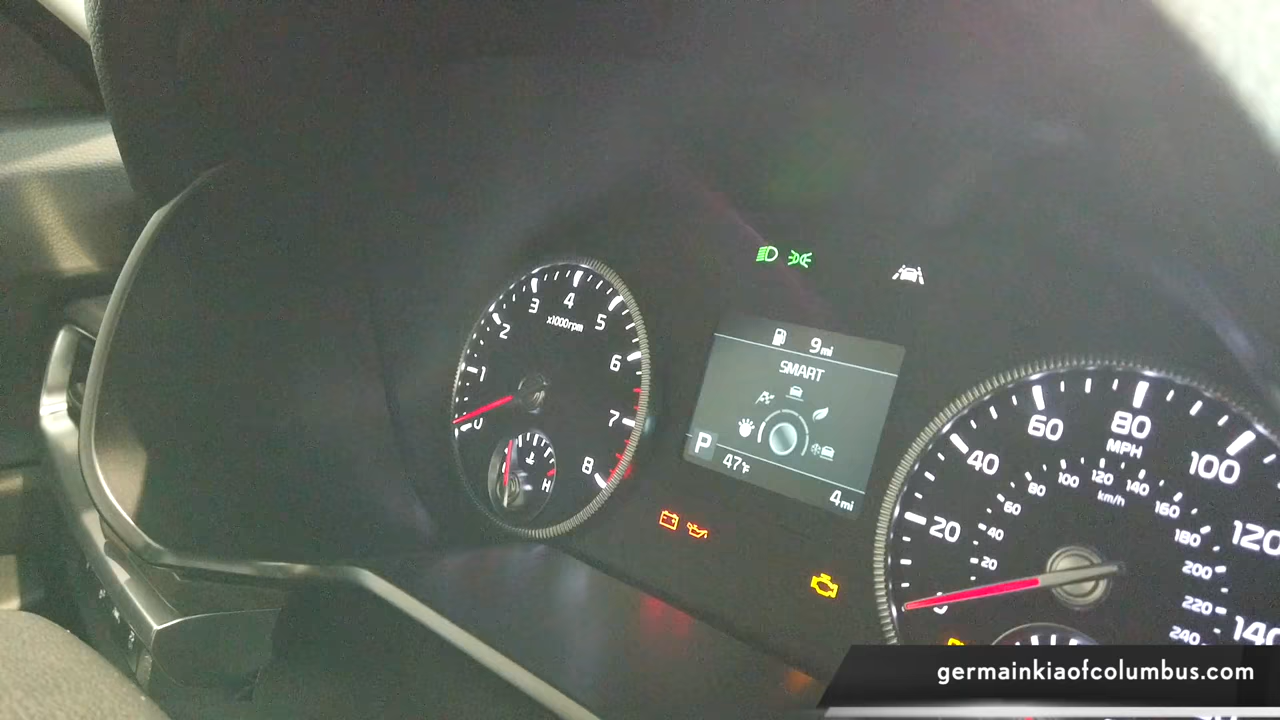 9mi
SMART
P
47°F
4mi
0
1
2
3
4
5
6
7
8
x1000rpm
H
20
40
60
80
100
120
140
MPH
20
40
60
80
100
120
140
160
180
200
220
240
km/h
germainkiaofcolumbus.com